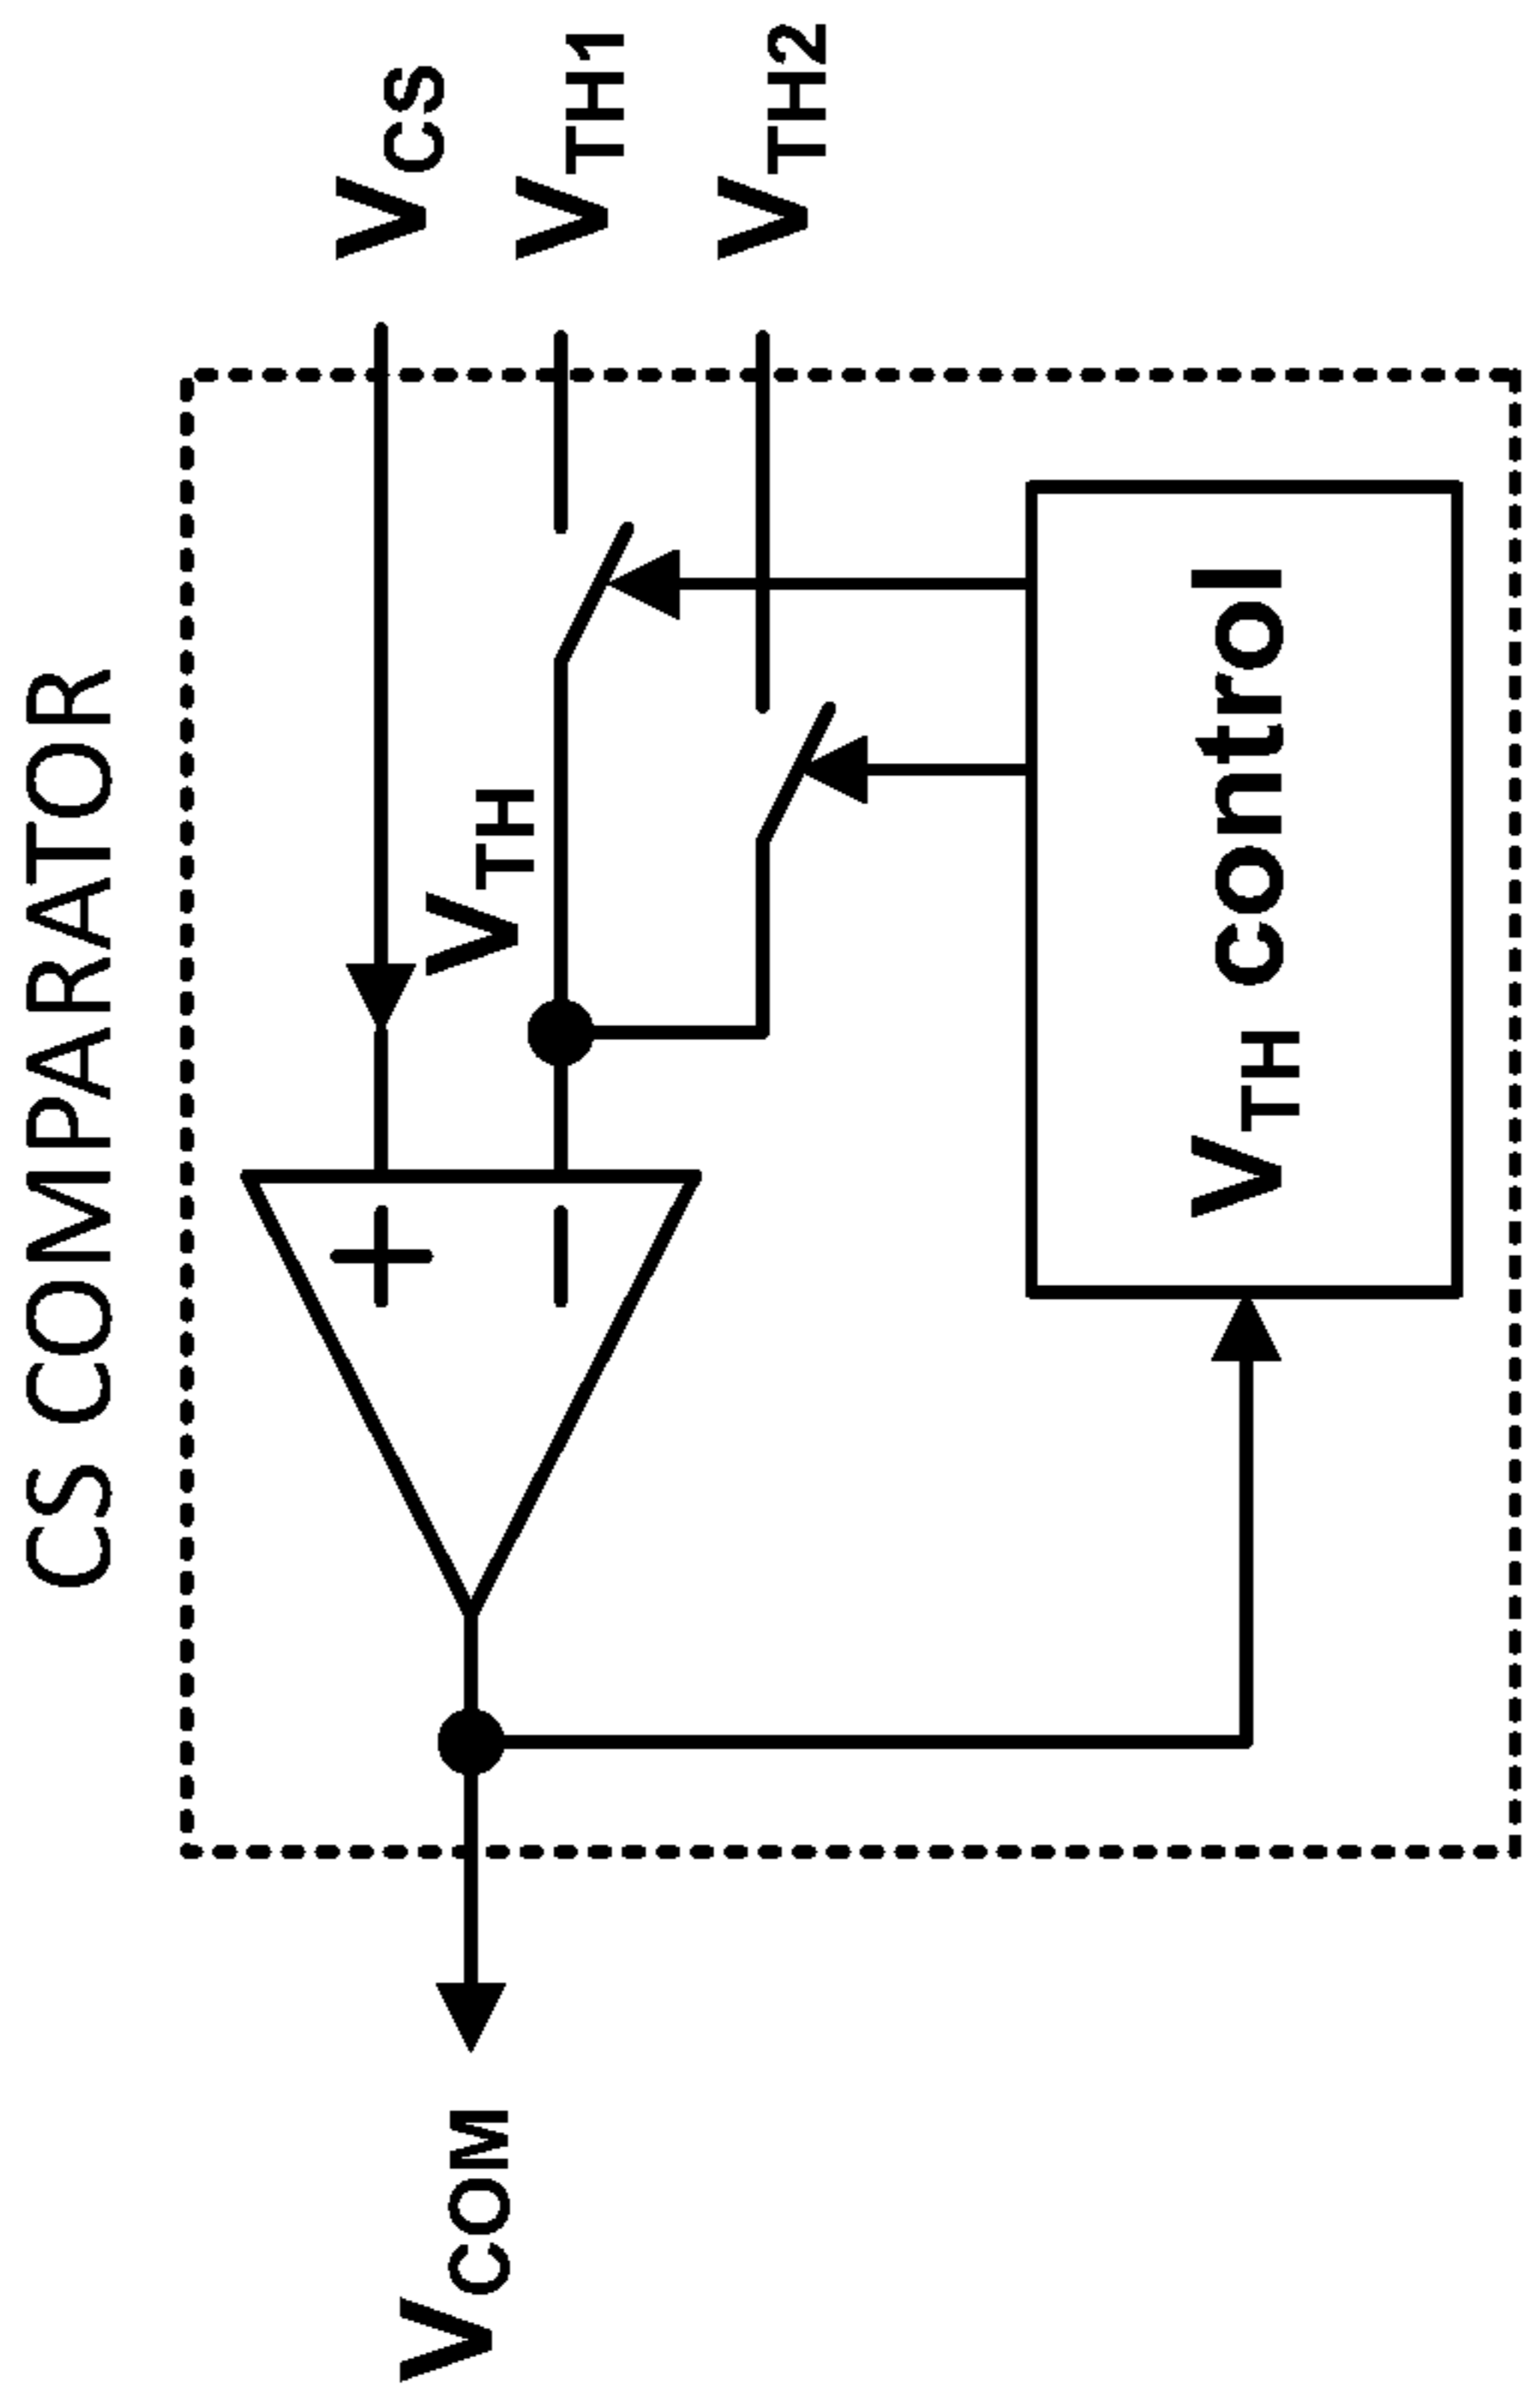 CS COMPARATOR
VCOM
+
−
VTH
VCS
VTH1
VTH2
VTH control